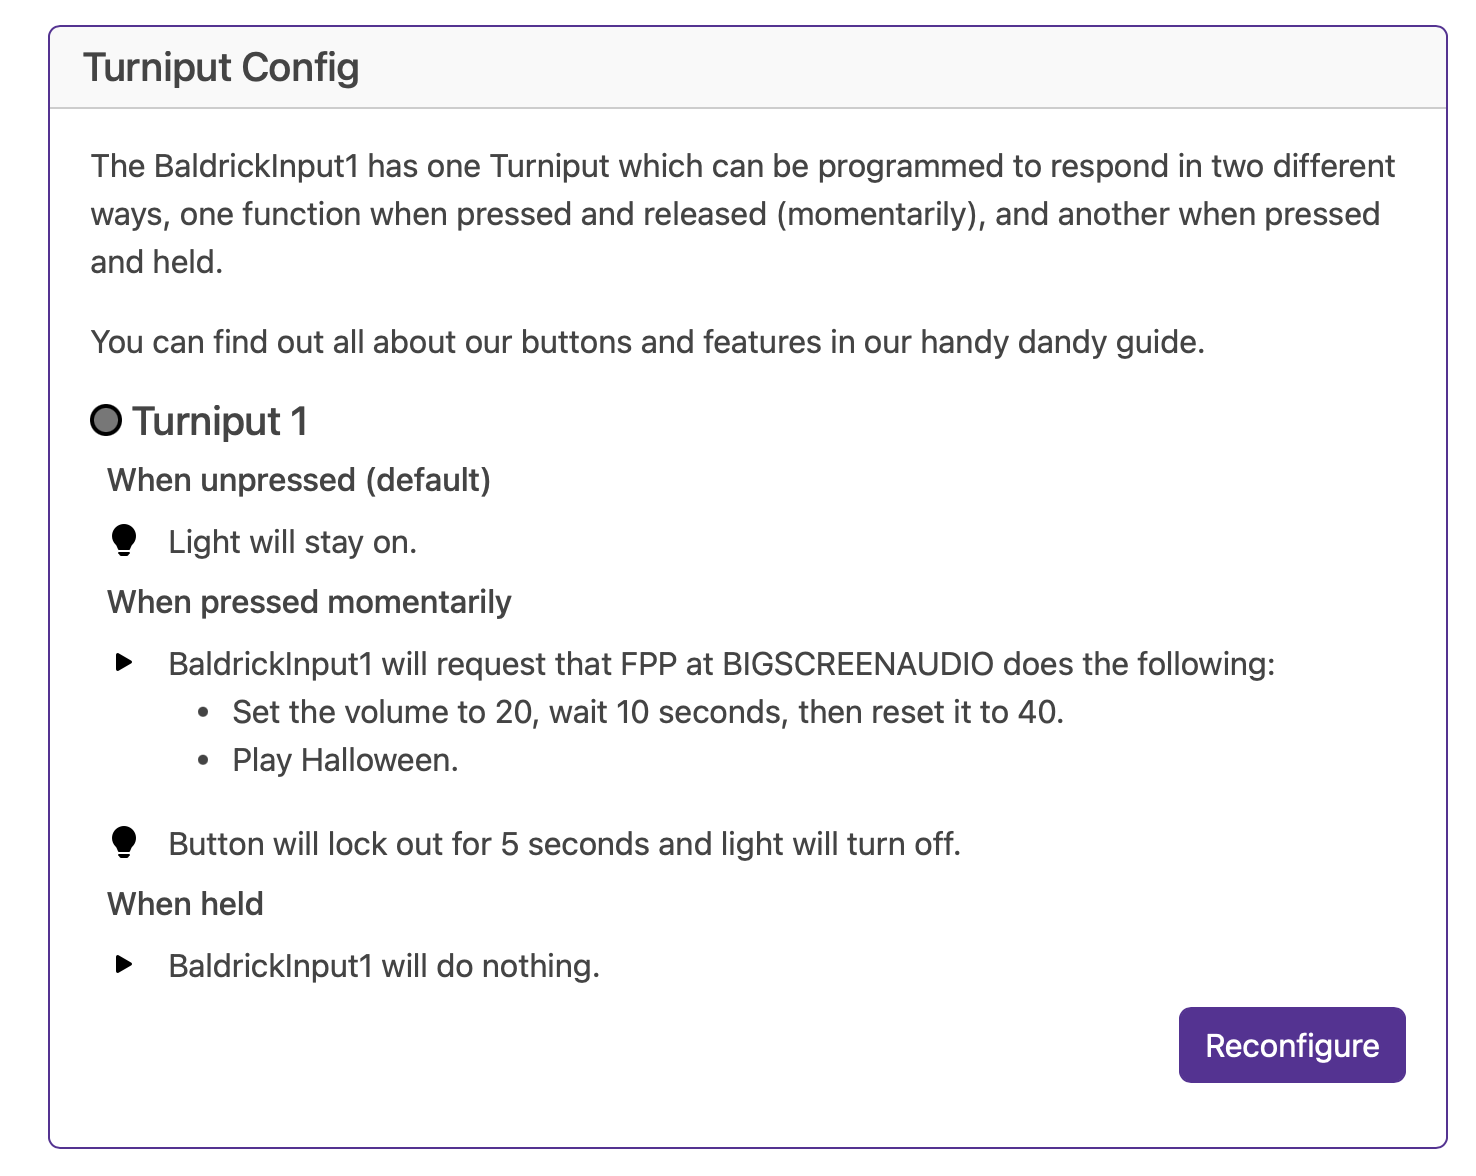 Turniput Config
The BaldrickInput1 has one Turniput which can be programmed to respond in two different
ways, one function when pressed and released (momentarily), and another when pressed
and held.
You can find out all about our buttons and features in our handy dandy guide.
Turniput 1
When unpressed (default)
Light will stay on.
When pressed momentarily
BaldrickInput1 will request that FPP at BIGSCREENAUDIO does the following:
• Set the volume to 20, wait 10 seconds, then reset it to 40.
• Play Halloween.
Button will lock out for 5 seconds and light will turn off.
When held
BaldrickInput1 will do nothing.
Reconfigure